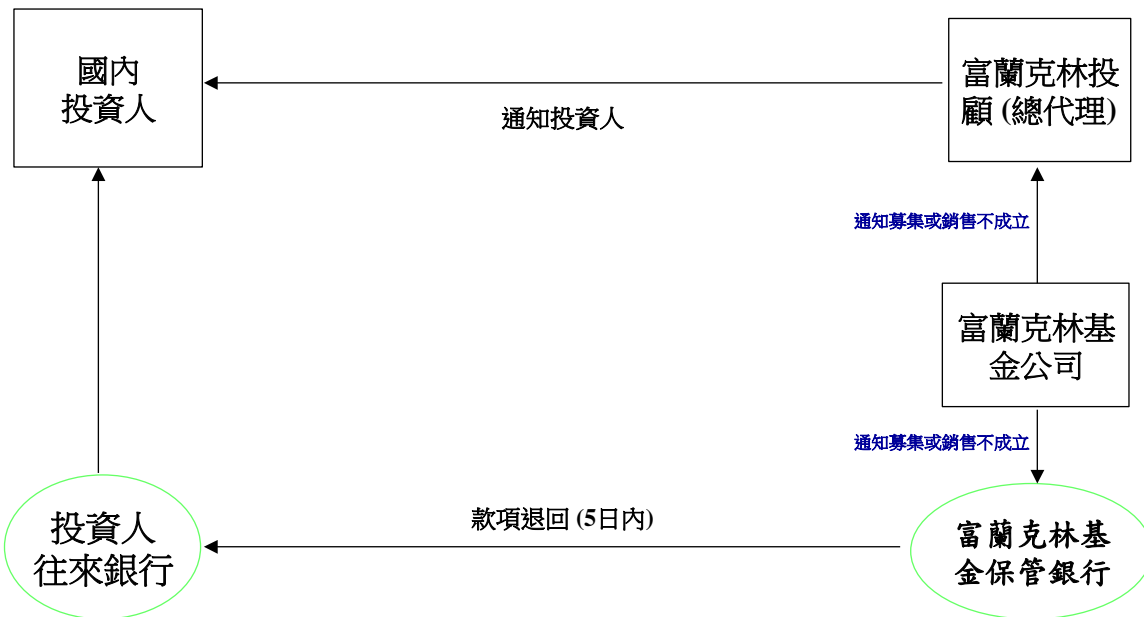 國內
投資人
富蘭克林投
顧 (總代理)
通知投資人
通知募集或銷售不成立
富蘭克林基
金公司
通知募集或銷售不成立
款項退回 (5日內)
投資人
往來銀行
富蘭克林基
金保管銀行